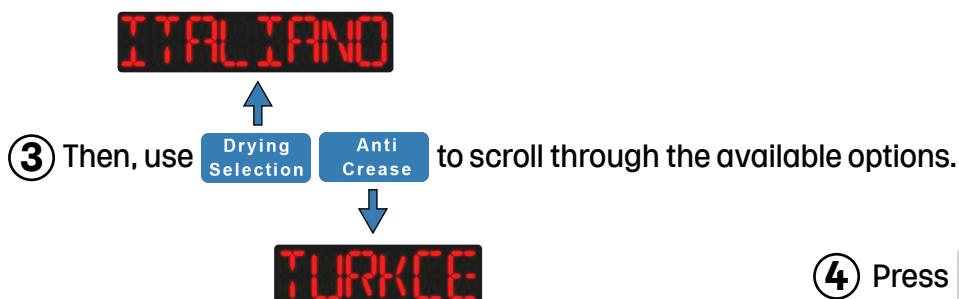 ITALIANO
3 Then, use Drying Selection Anti Crease to scroll through the available options.
TURKCE
4 Press